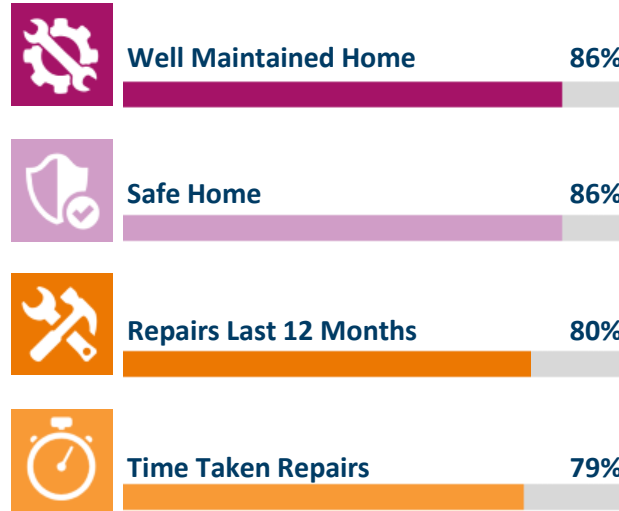 Well Maintained Home 86%
Safe Home 86%
Repairs Last 12 Months 80%
Time Taken Repairs 79%